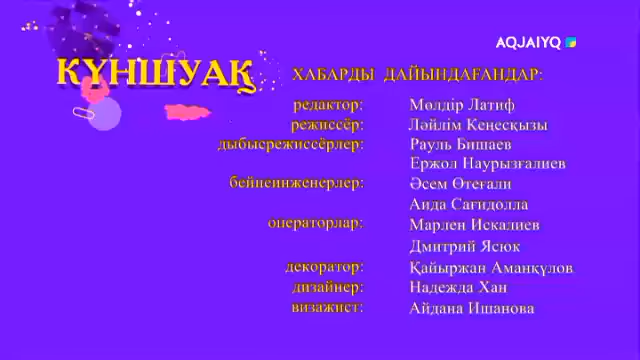 AQJAIYQ
КҮНШУАҚ
ХАБАРДЫ ДАЙЫНДАҒАНДАР:
редактор: Мөлдір Латиф
режиссёр: Ләйлім Кеңесқызы
дыбысрежиссёрлер: Рауль Бишаев
Ержол Наурызғалиев
бейнеинженерлер: Әсем Өтеғали
Аида Сағидолла
операторлар: Марлен Искалиев
Дмитрий Ясюк
декоратор: Қайыржан Аманқұлов
дизайнер: Надежда Хан
визажист: Айдана Ишанова